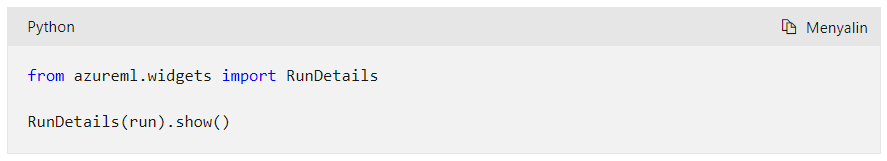 Python
Menyalin
from azureml.widgets import RunDetails
RunDetails(run).show()